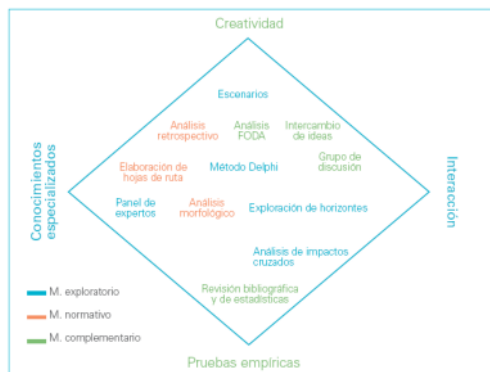 Creatividad
Escenarios
Análisis
retrospectivo
Análisis
FODA
Intercambio
de ideas
Conocimientos
especializados
Elaboración de
hojas de ruta
Método Delphi
Grupo de
discusión
Interacción
Panel de
expertos
Análisis
morfológico
Exploración de horizontes
Análisis de impactos
cruzados
Revisión bibliográfica
y de estadísticas
M. exploratorio
M. normativo
M. complementario
Pruebas empíricas